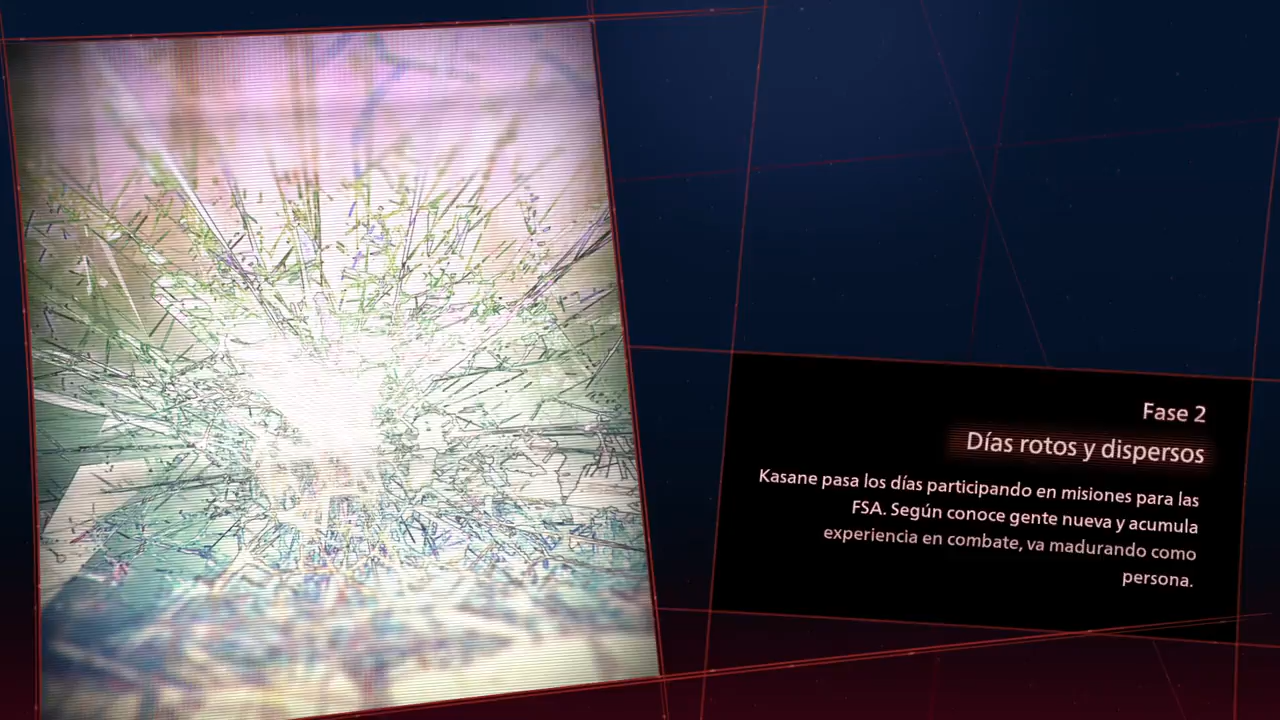 Fase 2
Días rotos y dispersos
Kasane pasa los días participando en misiones para las
FSA. Según conoce gente nueva y acumula
experiencia en combate, va madurando como
persona.